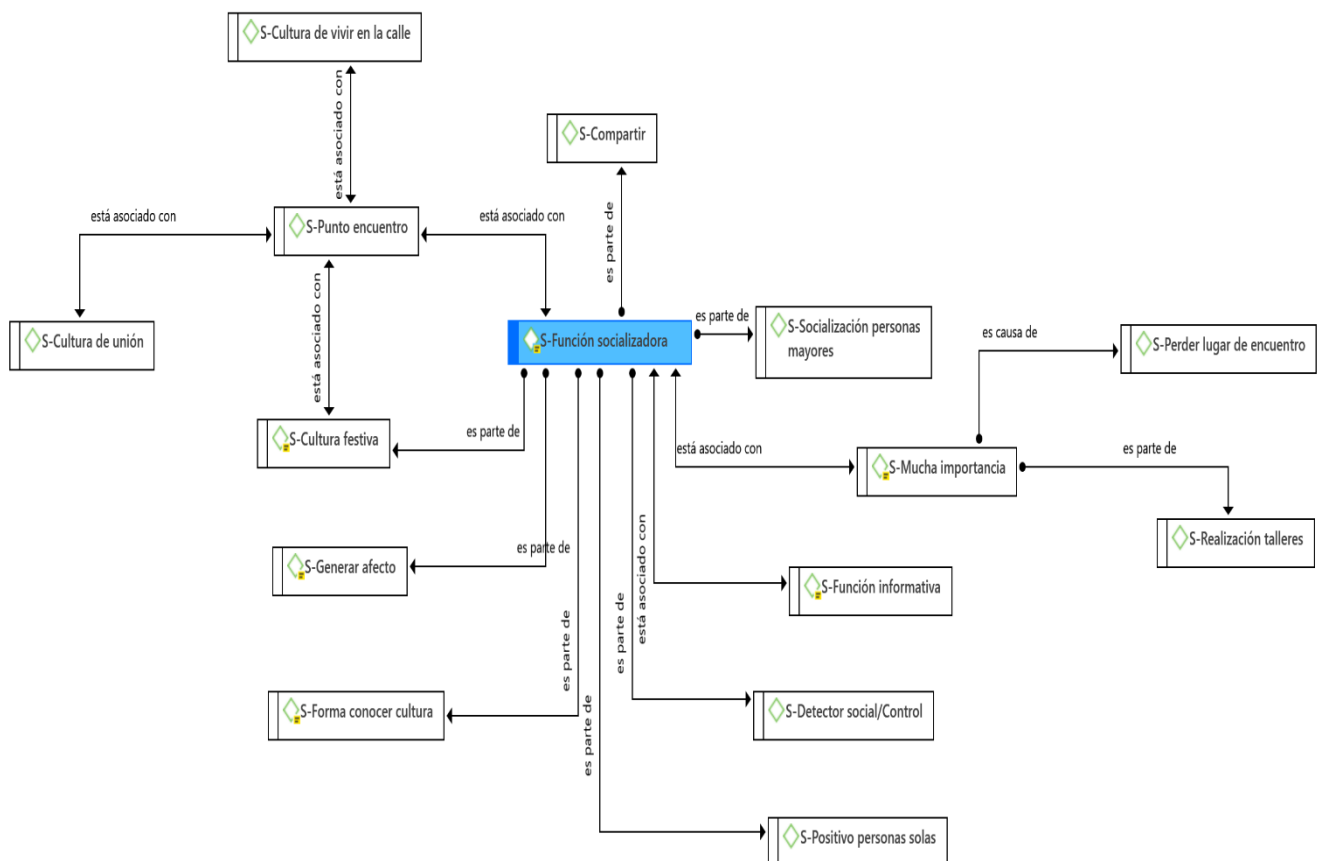 S-Cultura de vivir en la calle
está asociado con
S-Compartir
es parte de
está asociado con
S-Punto encuentro
está asociado con
está asociado con
S-Cultura de unión
S-Función socializadora
es parte de
S-Socialización personas
mayores
es causa de
S-Perder lugar de encuentro
S-Cultura festiva
es parte de
está asociado con
S-Mucha importancia
es parte de
S-Realización talleres
S-Generar afecto
es parte de
está asociado con
S-Función informativa
es parte de
es parte de
S-Forma conocer cultura
es parte de
S-Detector social/Control
S-Positivo personas solas